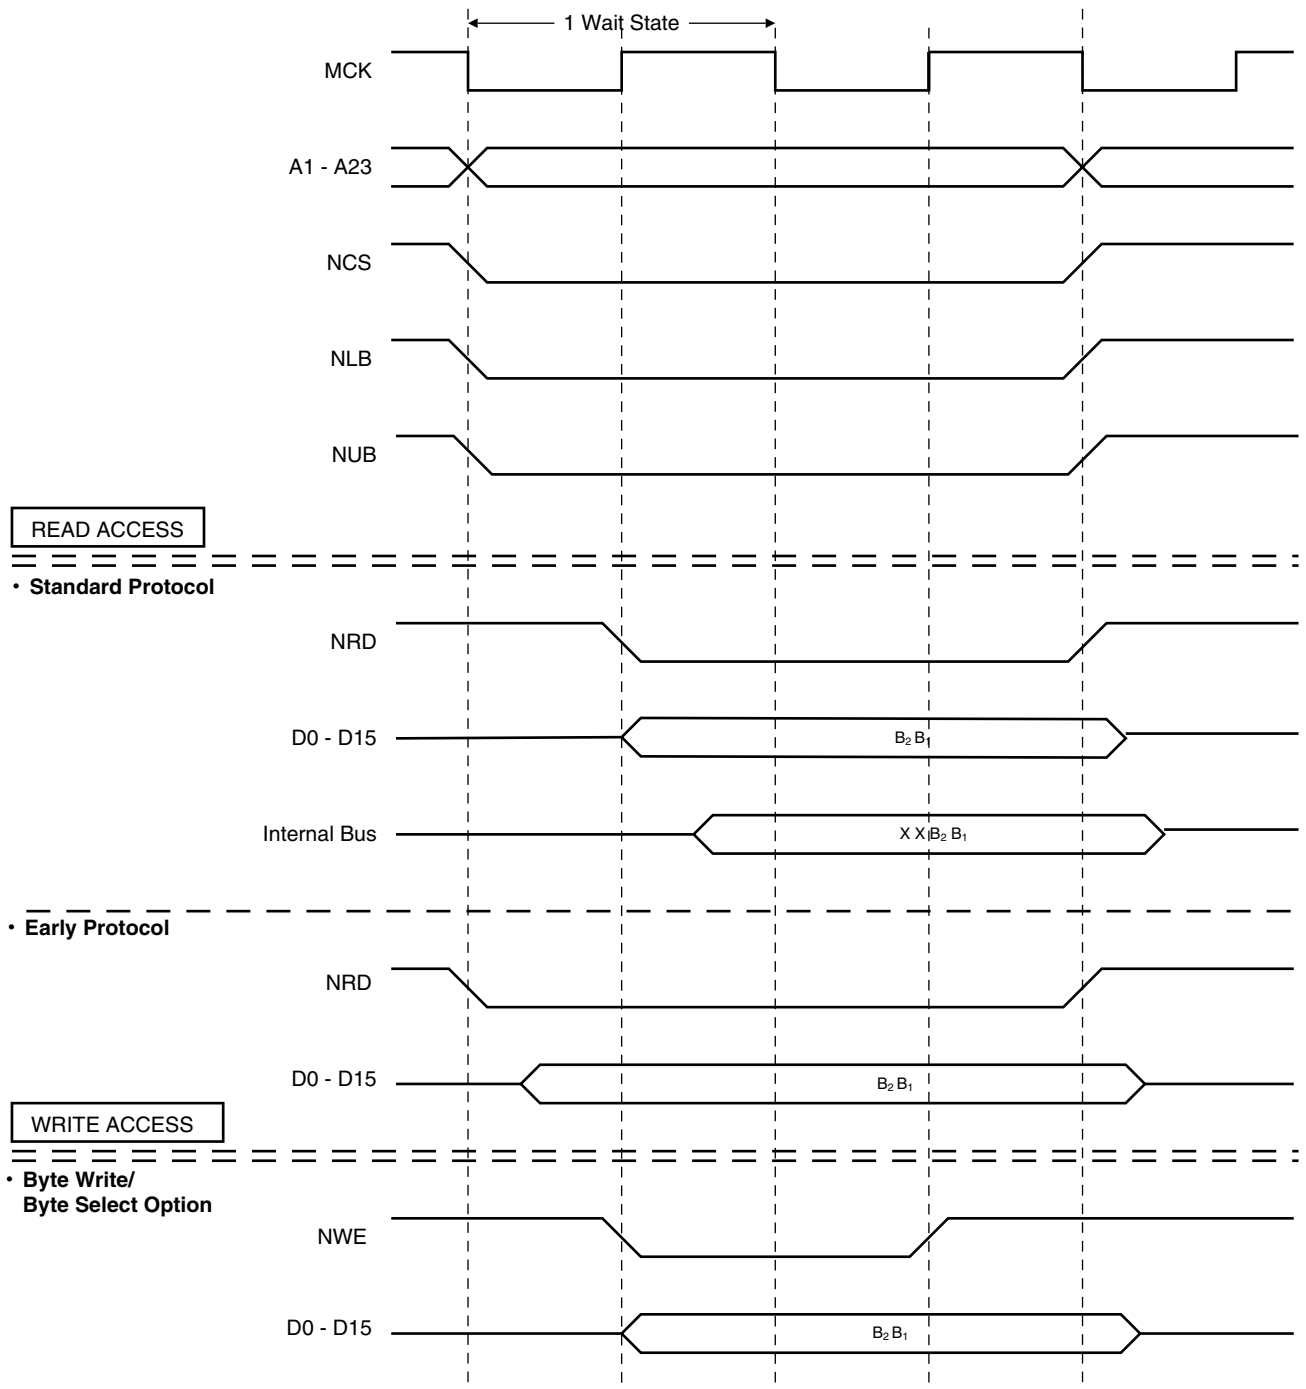 1 Wait State
MCK
A1 - A23
NCS
NLB
NUB
READ ACCESS
• Standard Protocol
NRD
D0 - D15
B₂ B₁
Internal Bus
X X B₂ B₁
• Early Protocol
NRD
D0 - D15
B₂ B₁
WRITE ACCESS
• Byte Write/
Byte Select Option
NWE
D0 - D15
B₂ B₁